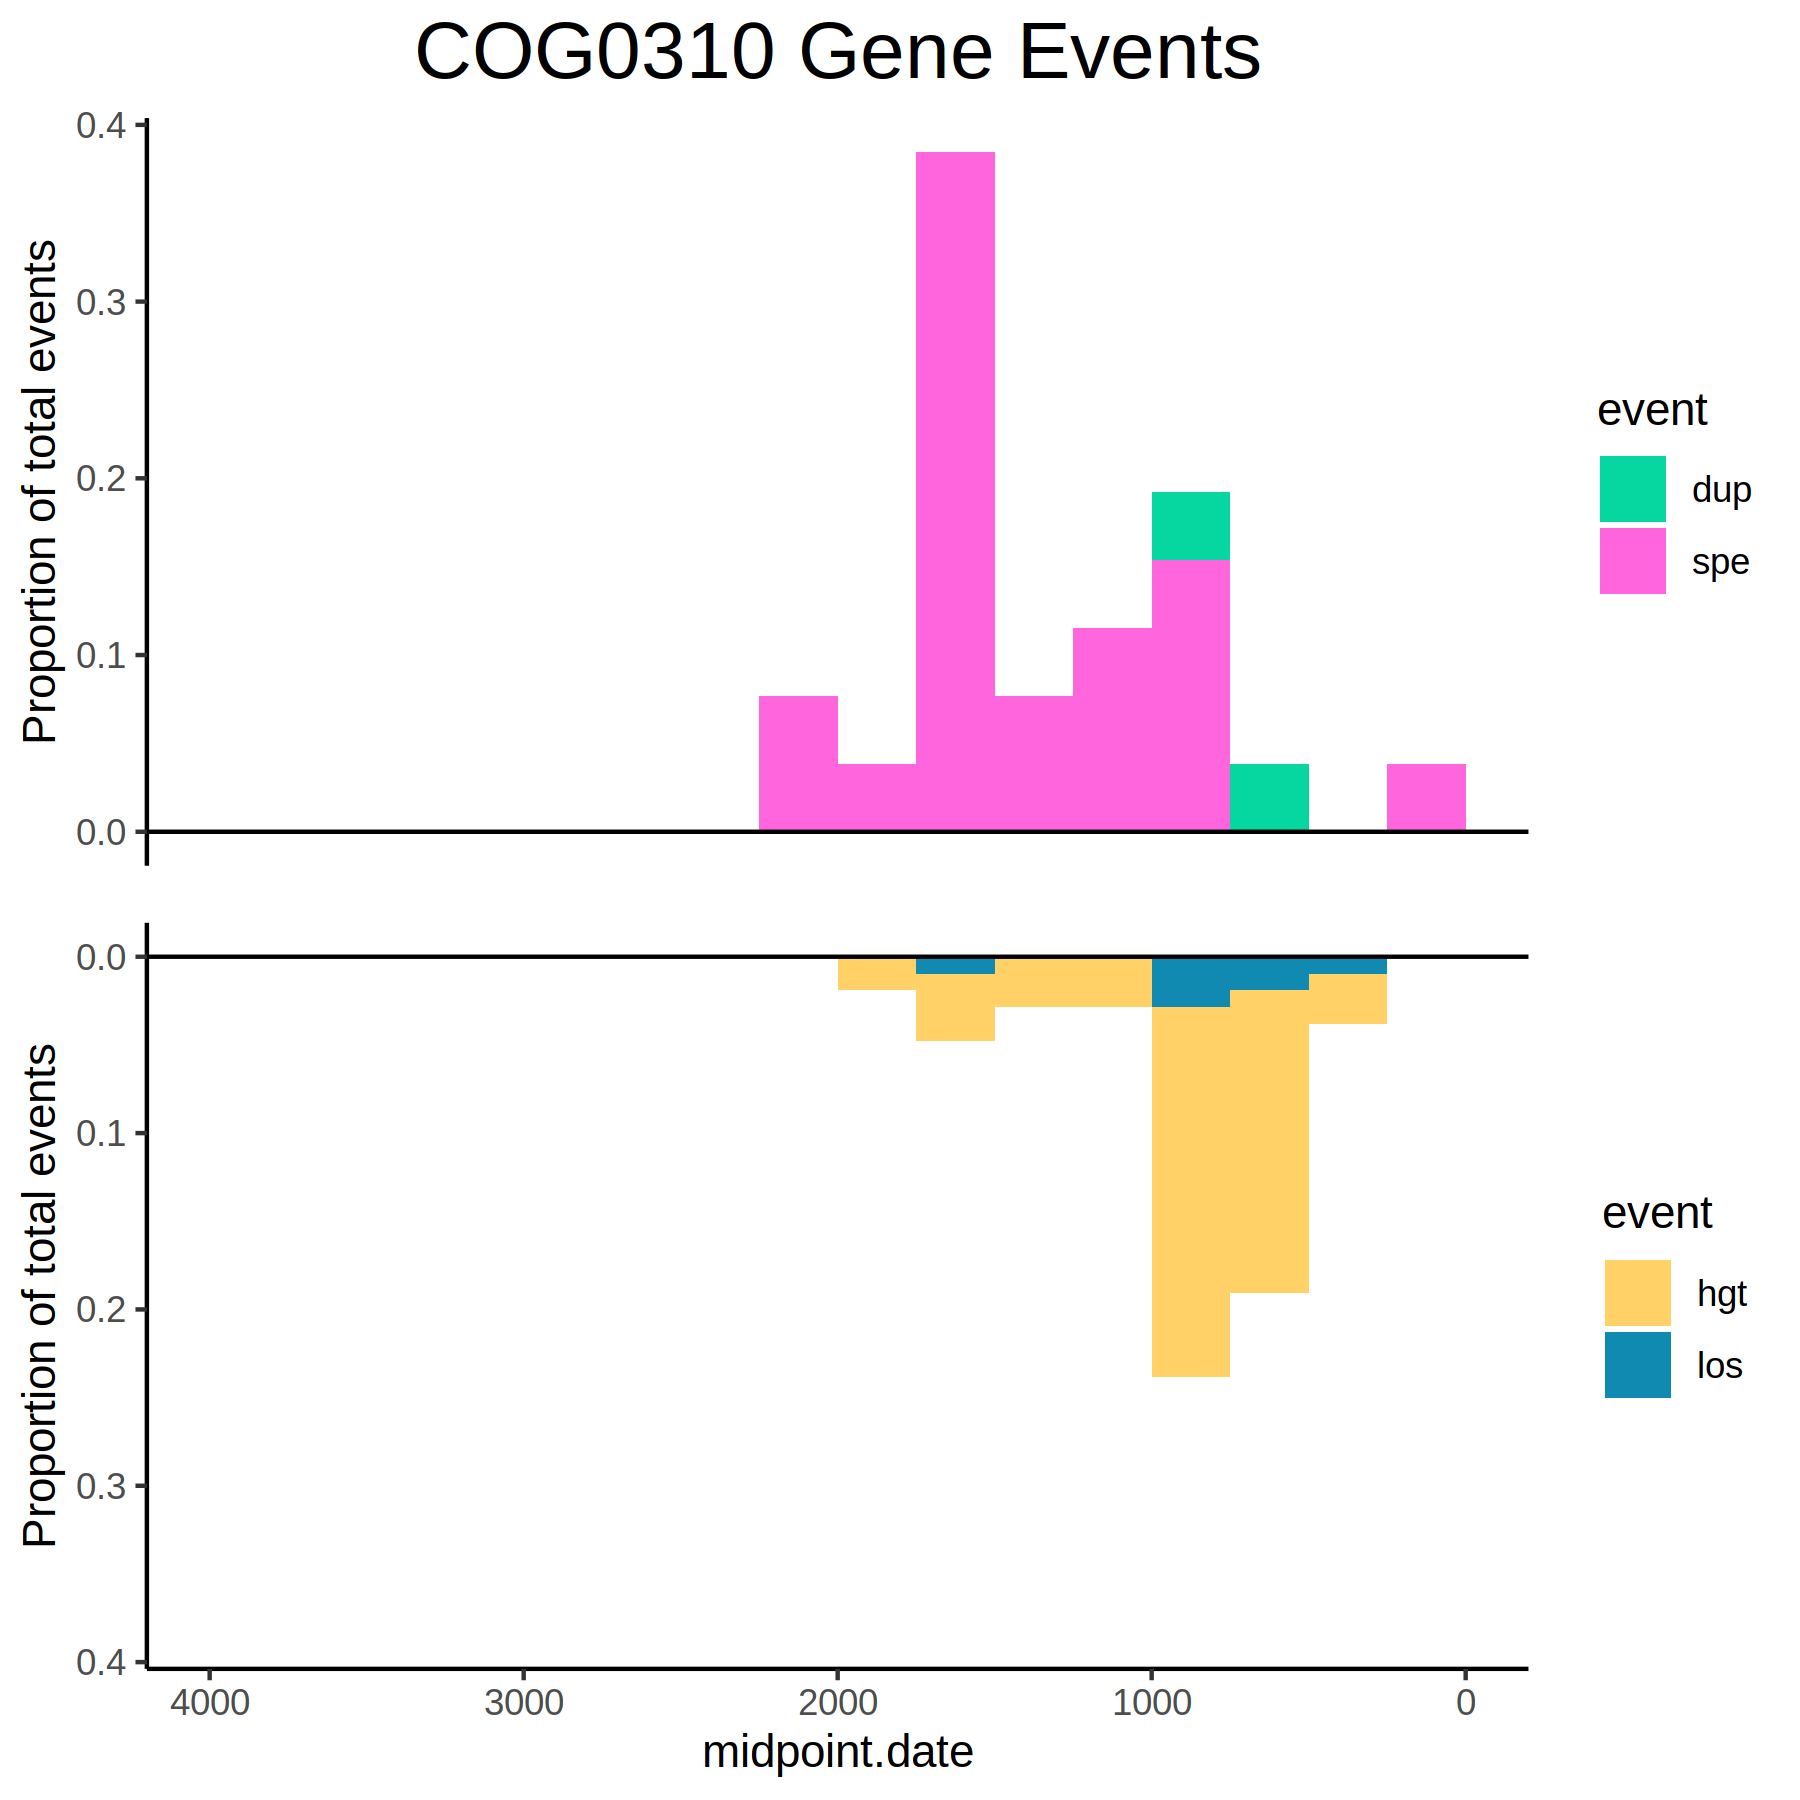 COG0310 Gene Events
0.4
0.3
0.2
0.1
0.0
Proportion of total events
event
dup
spe
0.0
0.1
0.2
0.3
0.4
Proportion of total events
event
hgt
los
4000 3000 2000 1000 0
midpoint.date